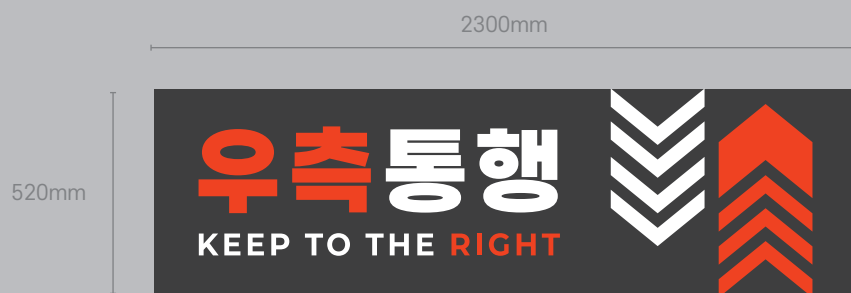 2300mm
520mm
우측통행
KEEP TO THE RIGHT